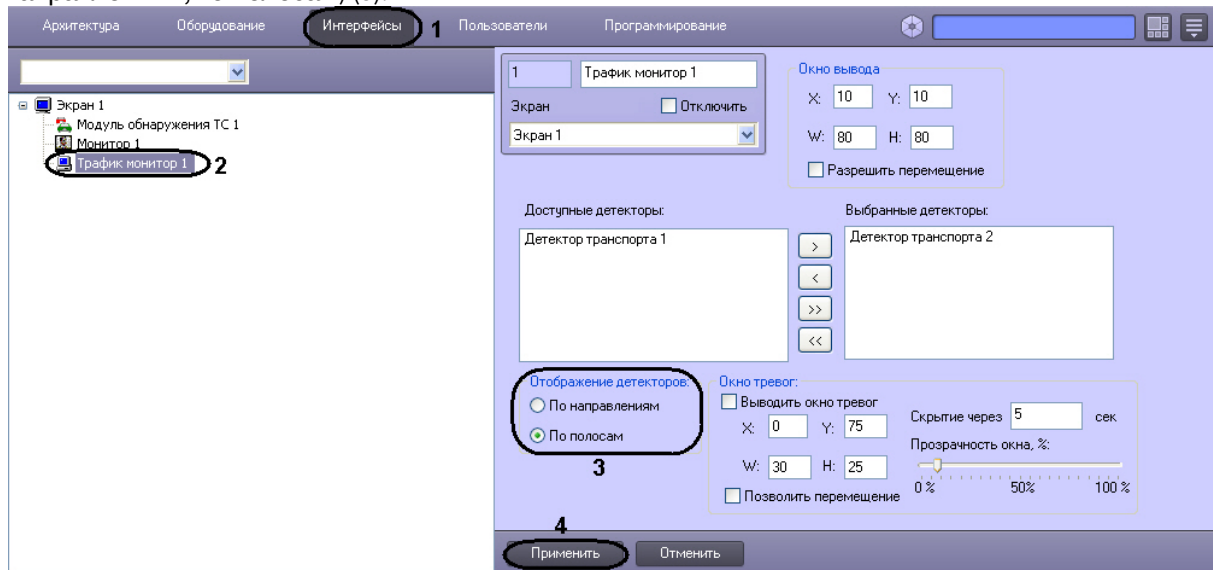 Архитектура Оборудование Интерфейсы 1 Пользователи Программирование
Экран 1
Модуль обнаружения ТС 1
Монитор 1
Трафик монитор 1 2
1 Трафик монитор 1
Экран Отключить
Экран 1
Окно вывода
X: 10 Y: 10
W: 80 H: 80
Разрешить перемещение
Доступные детекторы: Выбранные детекторы:
Детектор транспорта 1 > Детектор транспорта 2
<
>>
<<
Отображение детекторов:
По направлениям
По полосам
3
Окно тревог:
Выводить окно тревог
X: 0 Y: 75
W: 30 H: 25
Позволить перемещение
Скрытие через 5 сек
Прозрачность окна, %:
0 % 50% 100 %
4
Применить Отменить